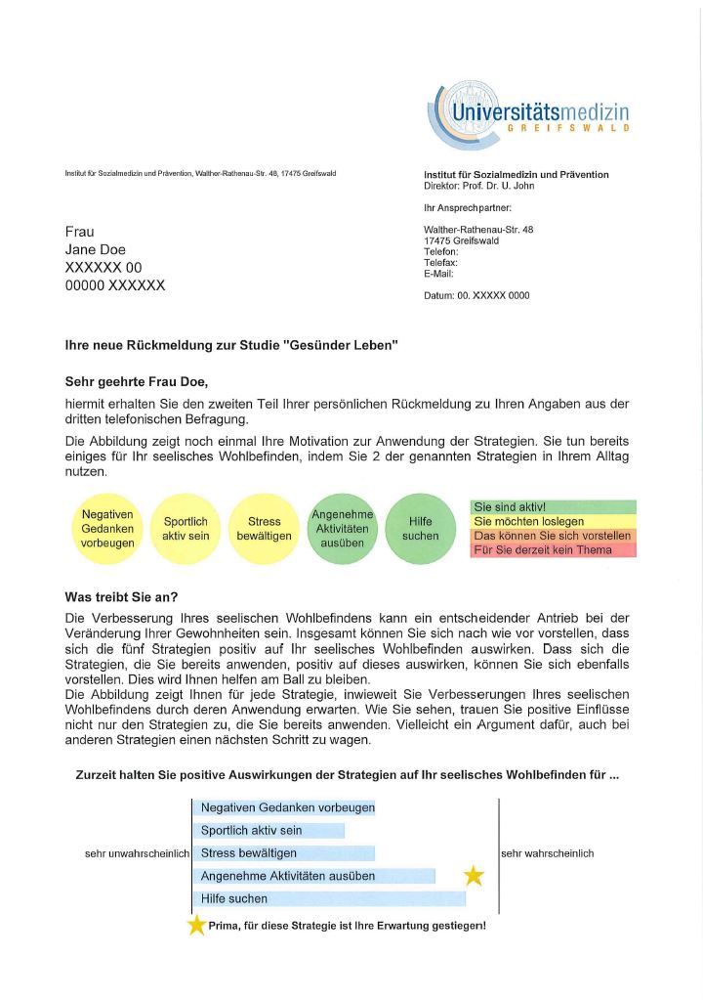 Universitätsmedizin
GREIFSWALD
Institut für Sozialmedizin und Prävention, Walther-Rathenau-Str. 48, 17475 Greifswald
Institut für Sozialmedizin und Prävention
Direktor: Prof. Dr. U. John
Ihr Ansprechpartner:
Walther-Rathenau-Str. 48
17475 Greifswald
Telefon:
Telefax:
E-Mail:
Datum: 00. XXXXX 0000
Frau
Jane Doe
XXXXXX 00
00000 XXXXXX
Ihre neue Rückmeldung zur Studie "Gesünder Leben"
Sehr geehrte Frau Doe,
hiermit erhalten Sie den zweiten Teil Ihrer persönlichen Rückmeldung zu Ihren Angaben aus der
dritten telefonischen Befragung.
Die Abbildung zeigt noch einmal Ihre Motivation zur Anwendung der Strategien. Sie tun bereits
einiges für Ihr seelisches Wohlbefinden, indem Sie 2 der genannten Strategien in Ihrem Alltag
nutzen.
Negativen
Gedanken
vorbeugen
Sportlich
aktiv sein
Stress
bewältigen
Angenehme
Aktivitäten
ausüben
Hilfe
suchen
Sie sind aktiv!
Sie möchten loslegen
Das können Sie sich vorstellen
Für Sie derzeit kein Thema
Was treibt Sie an?
Die Verbesserung Ihres seelischen Wohlbefindens kann ein entscheidender Antrieb bei der
Veränderung Ihrer Gewohnheiten sein. Insgesamt können Sie sich nach wie vor vorstellen, dass
sich die fünf Strategien positiv auf Ihr seelisches Wohlbefinden auswirken. Dass sich die
Strategien, die Sie bereits anwenden, positiv auf dieses auswirken, können Sie sich ebenfalls
vorstellen. Dies wird Ihnen helfen am Ball zu bleiben.
Die Abbildung zeigt Ihnen für jede Strategie, inwieweit Sie Verbesserungen Ihres seelischen
Wohlbefindens durch deren Anwendung erwarten. Wie Sie sehen, trauen Sie positive Einflüsse
nicht nur den Strategien zu, die Sie bereits anwenden. Vielleicht ein Argument dafür, auch bei
anderen Strategien einen nächsten Schritt zu wagen.
Zurzeit halten Sie positive Auswirkungen der Strategien auf Ihr seelisches Wohlbefinden für ...
Negativen Gedanken vorbeugen
Sportlich aktiv sein
sehr unwahrscheinlich Stress bewältigen sehr wahrscheinlich
Angenehme Aktivitäten ausüben
Hilfe suchen
Prima, für diese Strategie ist Ihre Erwartung gestiegen!